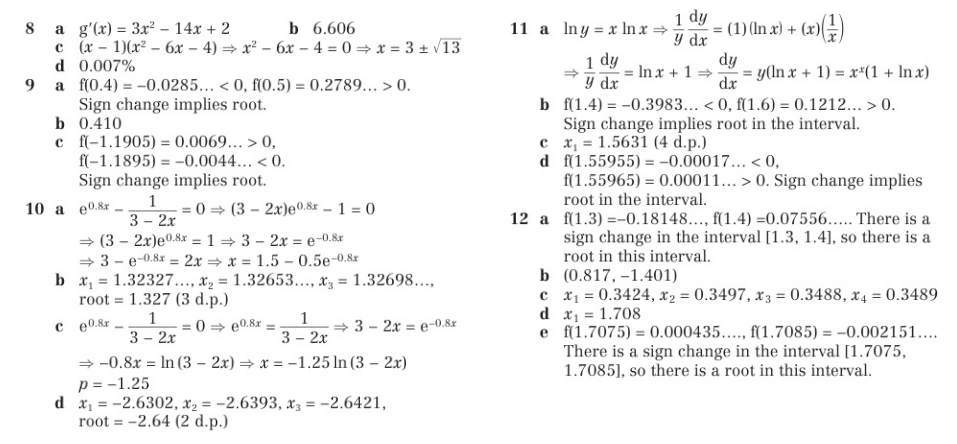 8 a g′(x) = 3x² − 14x + 2 b 6.606
c (x − 1)(x² − 6x − 4) ⇒ x² − 6x − 4 = 0 ⇒ x = 3 ± √13
d 0.007%
9 a f(0.4) = −0.0285… < 0, f(0.5) = 0.2789… > 0.
Sign change implies root.
b 0.410
c f(−1.1905) = 0.0069… > 0,
f(−1.1895) = −0.0044… < 0.
Sign change implies root.
10 a e^(0.8x) − 1/(3 − 2x) = 0 ⇒ (3 − 2x)e^(0.8x) − 1 = 0
⇒ (3 − 2x)e^(0.8x) = 1 ⇒ 3 − 2x = e^(−0.8x)
⇒ 3 − e^(−0.8x) = 2x ⇒ x = 1.5 − 0.5e^(−0.8x)
b x₁ = 1.32327…, x₂ = 1.32653…, x₃ = 1.32698…,
root = 1.327 (3 d.p.)
c e^(0.8x) − 1/(3 − 2x) = 0 ⇒ e^(0.8x) = 1/(3 − 2x) ⇒ 3 − 2x = e^(−0.8x)
⇒ −0.8x = ln (3 − 2x) ⇒ x = −1.25 ln (3 − 2x)
p = −1.25
d x₁ = −2.6302, x₂ = −2.6393, x₃ = −2.6421,
root = −2.64 (2 d.p.)
11 a ln y = x ln x ⇒ 1/y dy/dx = (1)(ln x) + (x)(1/x)
⇒ 1/y dy/dx = ln x + 1 ⇒ dy/dx = y(ln x + 1) = x^x(1 + ln x)
b f(1.4) = −0.3983… < 0, f(1.6) = 0.1212… > 0.
Sign change implies root in the interval.
c x₁ = 1.5631 (4 d.p.)
d f(1.55955) = −0.00017… < 0,
f(1.55965) = 0.00011… > 0. Sign change implies
root in the interval.
12 a f(1.3) =−0.18148…, f(1.4) =0.07556….. There is a
sign change in the interval [1.3, 1.4], so there is a
root in this interval.
b (0.817, −1.401)
c x₁ = 0.3424, x₂ = 0.3497, x₃ = 0.3488, x₄ = 0.3489
d x₁ = 1.708
e f(1.7075) = 0.000435…., f(1.7085) = −0.002151….
There is a sign change in the interval [1.7075,
1.7085], so there is a root in this interval.